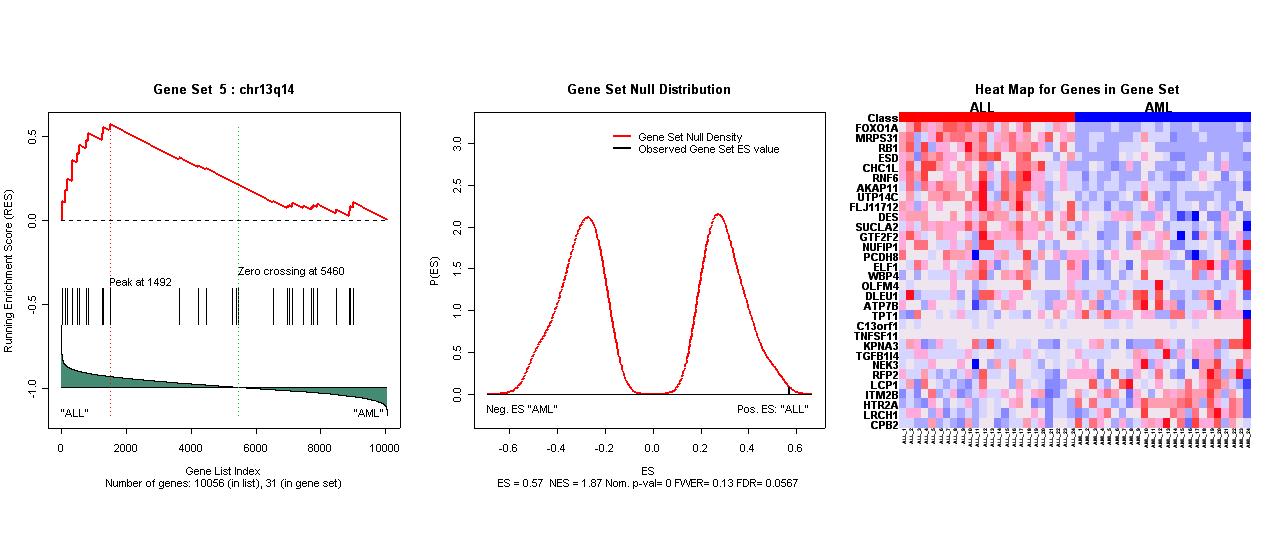 Gene Set 5 : chr13q14
Running Enrichment Score (RES)
0.5
0.0
-0.5
-1.0
Peak at 1492
Zero crossing at 5460
"ALL"
"AML"
0 2000 4000 6000 8000 10000
Gene List Index
Number of genes: 10056 (in list), 31 (in gene set)
Gene Set Null Distribution
Gene Set Null Density
Observed Gene Set ES value
P(ES)
3.0
2.5
2.0
1.5
1.0
0.5
0.0
Neg. ES "AML"
Pos. ES: "ALL"
-0.6 -0.4 -0.2 0.0 0.2 0.4 0.6
ES
ES = 0.57 NES = 1.87 Nom. p-val= 0 FWER= 0.13 FDR= 0.0567
Heat Map for Genes in Gene Set
ALL AML
Class
FOXO1A
MRPS31
RB1
ESD
CHC1L
RNF6
AKAP11
UTP14C
FLJ11712
DES
SUCLA2
GTF2F2
NUFIP1
PCDH8
ELF1
WBP4
OLFM4
DLEU1
ATP7B
TPT1
C13orf1
TNFSF11
KPNA3
TGFB1I4
NEK3
RFP2
LCP1
ITM2B
HTR2A
LRCH1
CPB2